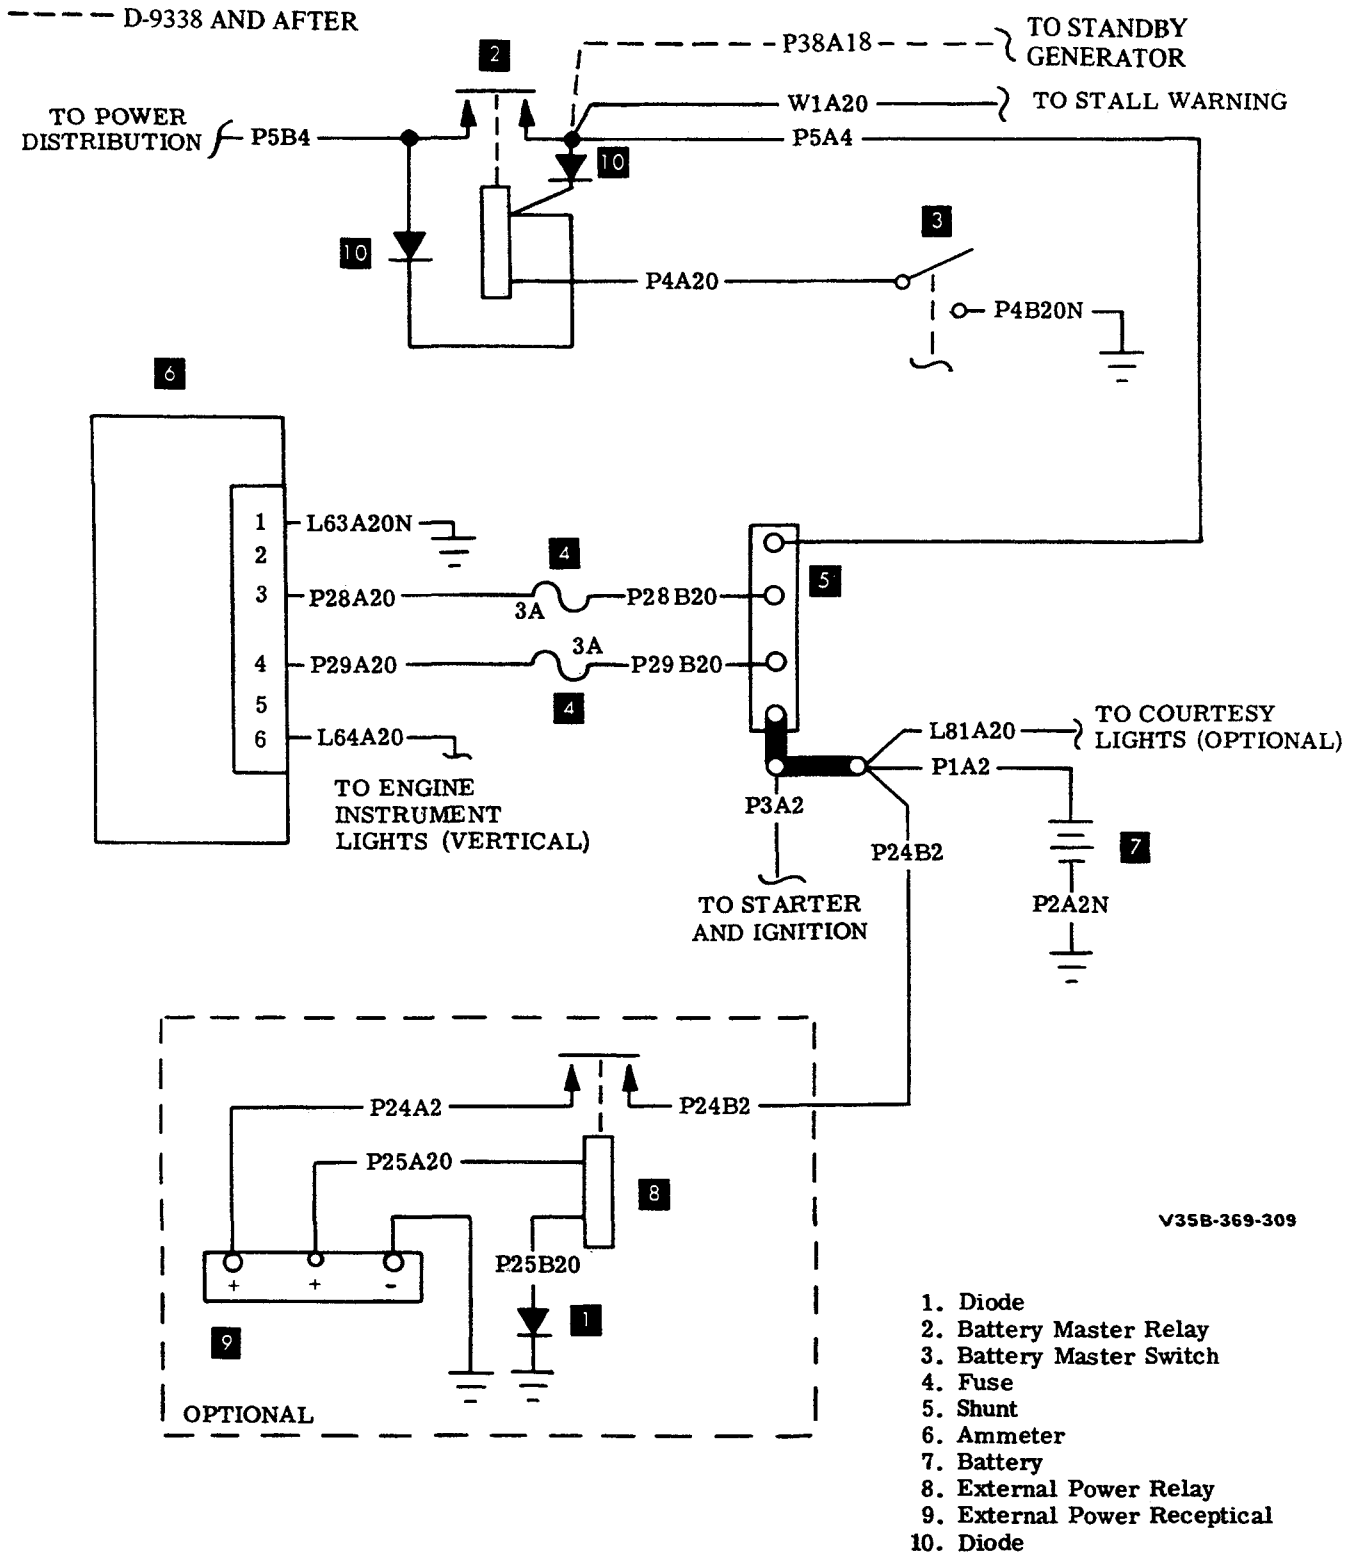 D-9338 AND AFTER
2
P38A18
TO STANDBY
GENERATOR
TO POWER
DISTRIBUTION
P5B4
W1A20
TO STALL WARNING
P5A4
10
10
3
P4A20
P4B20N
6
1
L63A20N
2
4
5
3
P28A20
3A
P28B20
4
P29A20
3A
P29B20
4
5
6
L64A20
TO ENGINE
INSTRUMENT
LIGHTS (VERTICAL)
L81A20
TO COURTESY
LIGHTS (OPTIONAL)
P1A2
P3A2
P24B2
7
TO STARTER
AND IGNITION
P2A2N
P24A2
P24B2
P25A20
8
P25B20
+ + -
1
9
OPTIONAL
V35B-369-309
1. Diode
2. Battery Master Relay
3. Battery Master Switch
4. Fuse
5. Shunt
6. Ammeter
7. Battery
8. External Power Relay
9. External Power Receptical
10. Diode